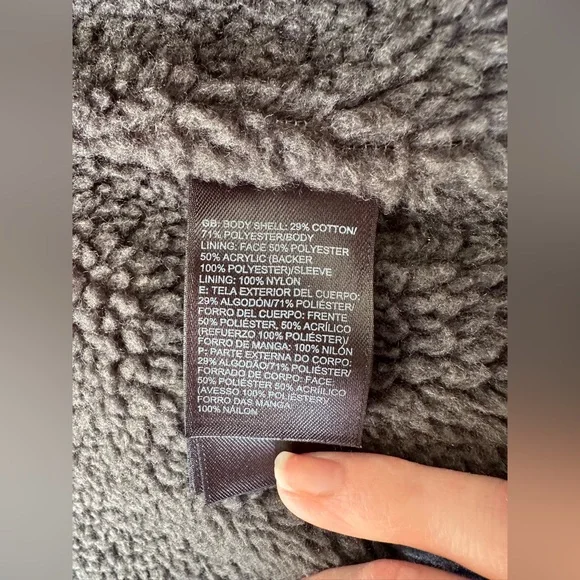 GB: BODY SHELL: 29% COTTON/
71% POLYESTER/BODY
LINING: FACE 50% POLYESTER
50% ACRYLIC (BACKER
100% POLYESTER)/SLEEVE
LINING: 100% NYLON
E: TELA EXTERIOR DEL CUERPO:
29% ALGODÓN/71% POLIÉSTER/
FORRO DEL CUERPO: FRENTE
50% POLIÉSTER, 50% ACRÍLICO
(REFUERZO 100% POLIÉSTER)/
FORRO DE MANGA: 100% NILÓN
P: PARTE EXTERNA DO CORPO:
29% ALGODÃO/71% POLIÉSTER/
FORRADO DE CORPO: FACE,
50% POLIÉSTER 50% ACRÍLICO
(AVESSO 100% POLIÉSTER)
FORRO DAS MANGA:
100% NÁILON